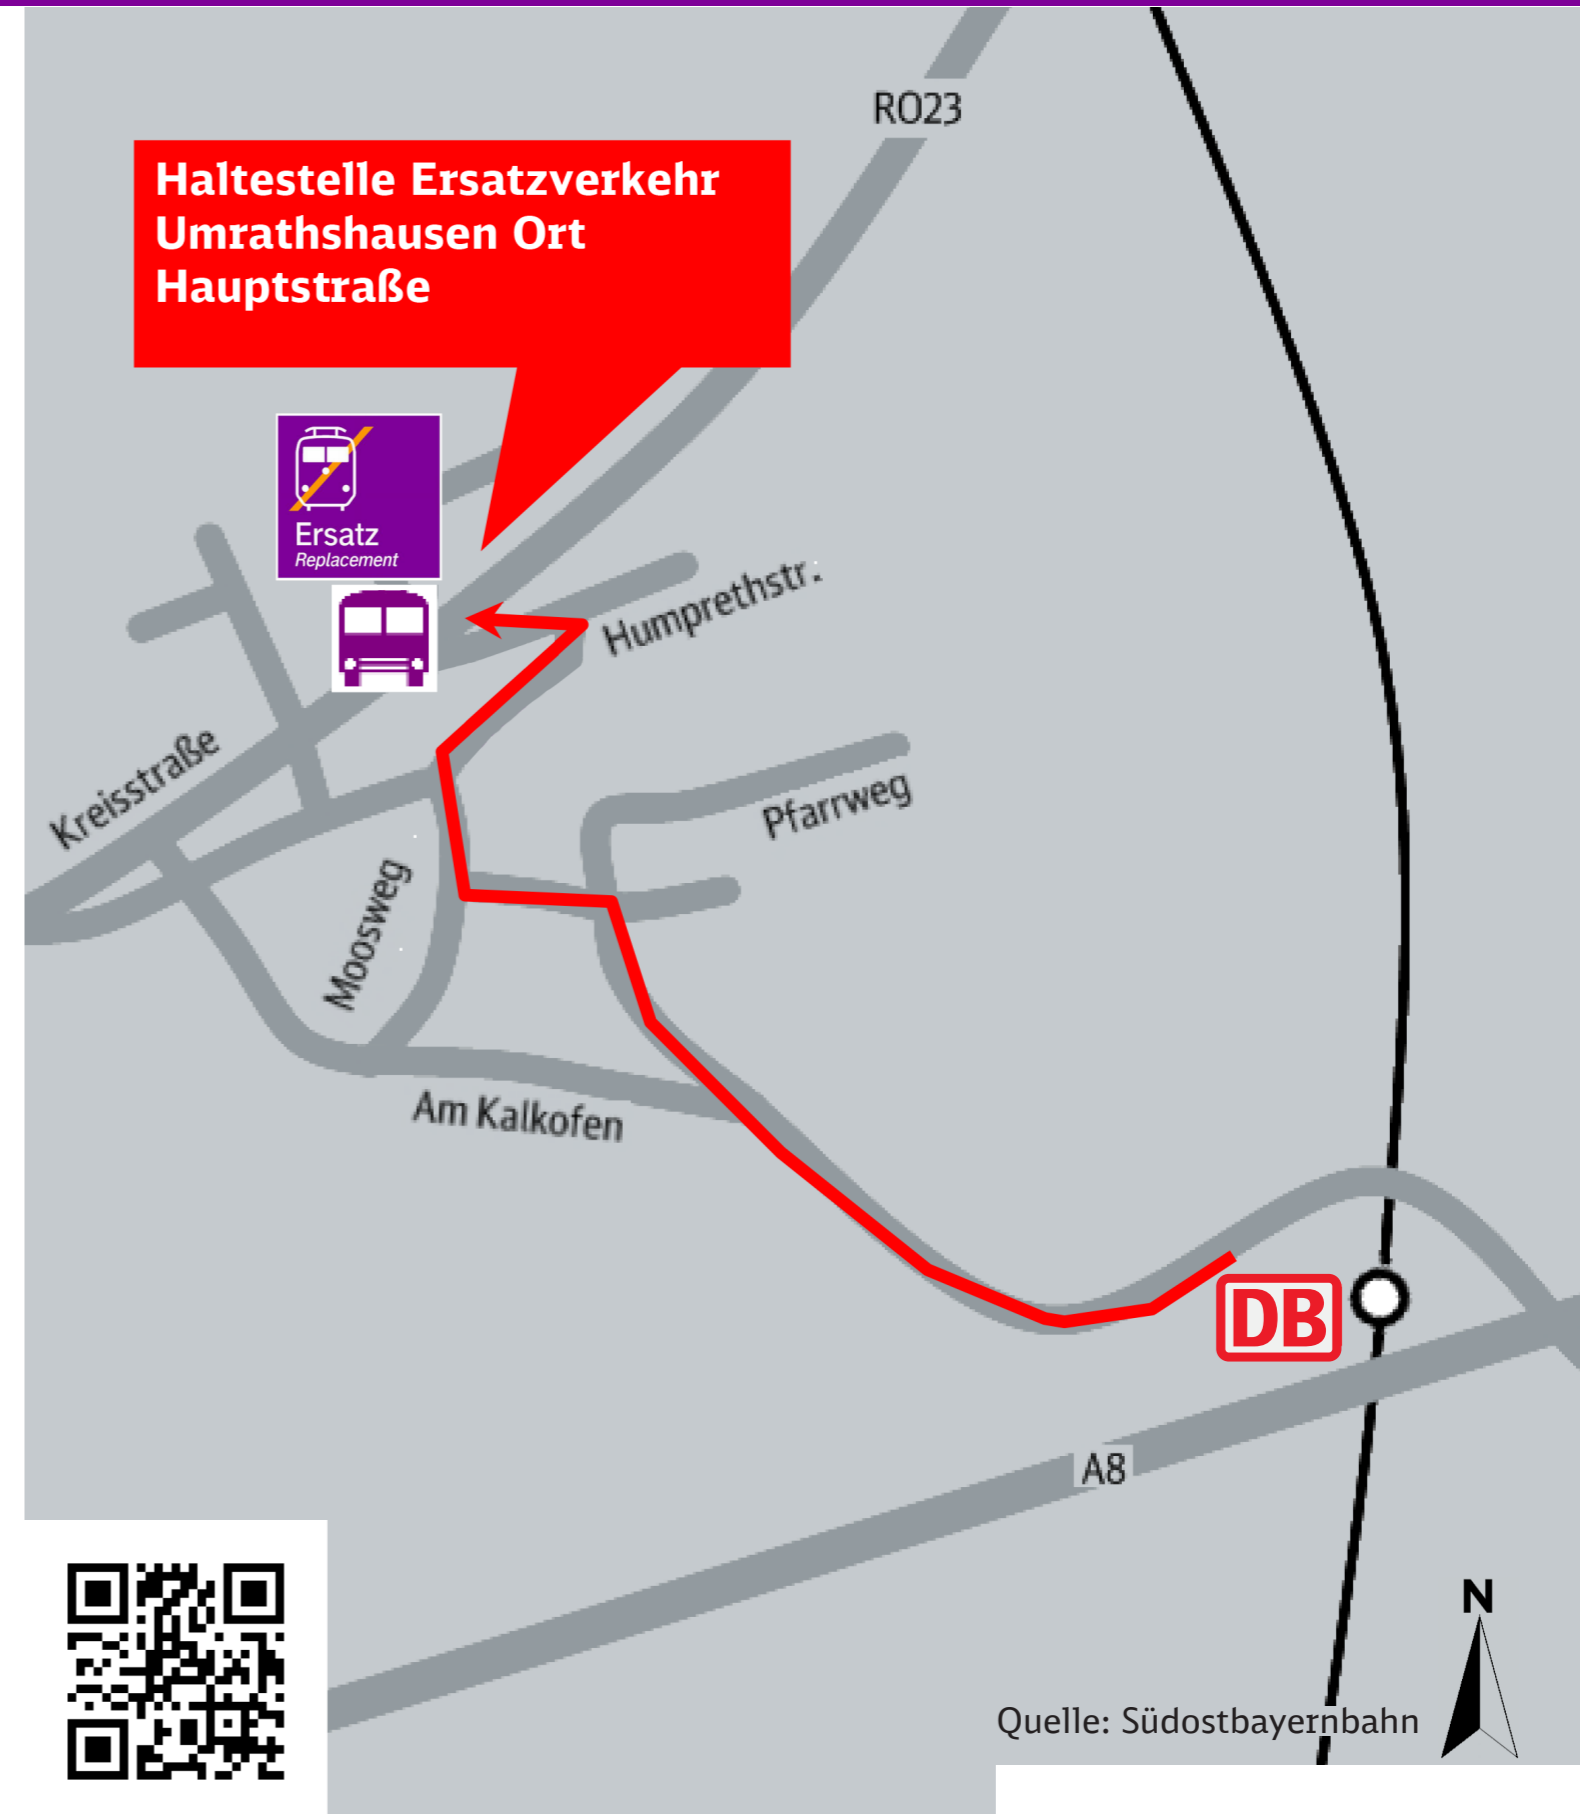 RO23
Haltestelle Ersatzverkehr
Umrathshausen Ort
Hauptstraße
Ersatz
Replacement
Humprethstr.
Kreisstraße
Pfarrweg
Moosweg
Am Kalkofen
DB
A8
N
Quelle: Südostbayernbahn